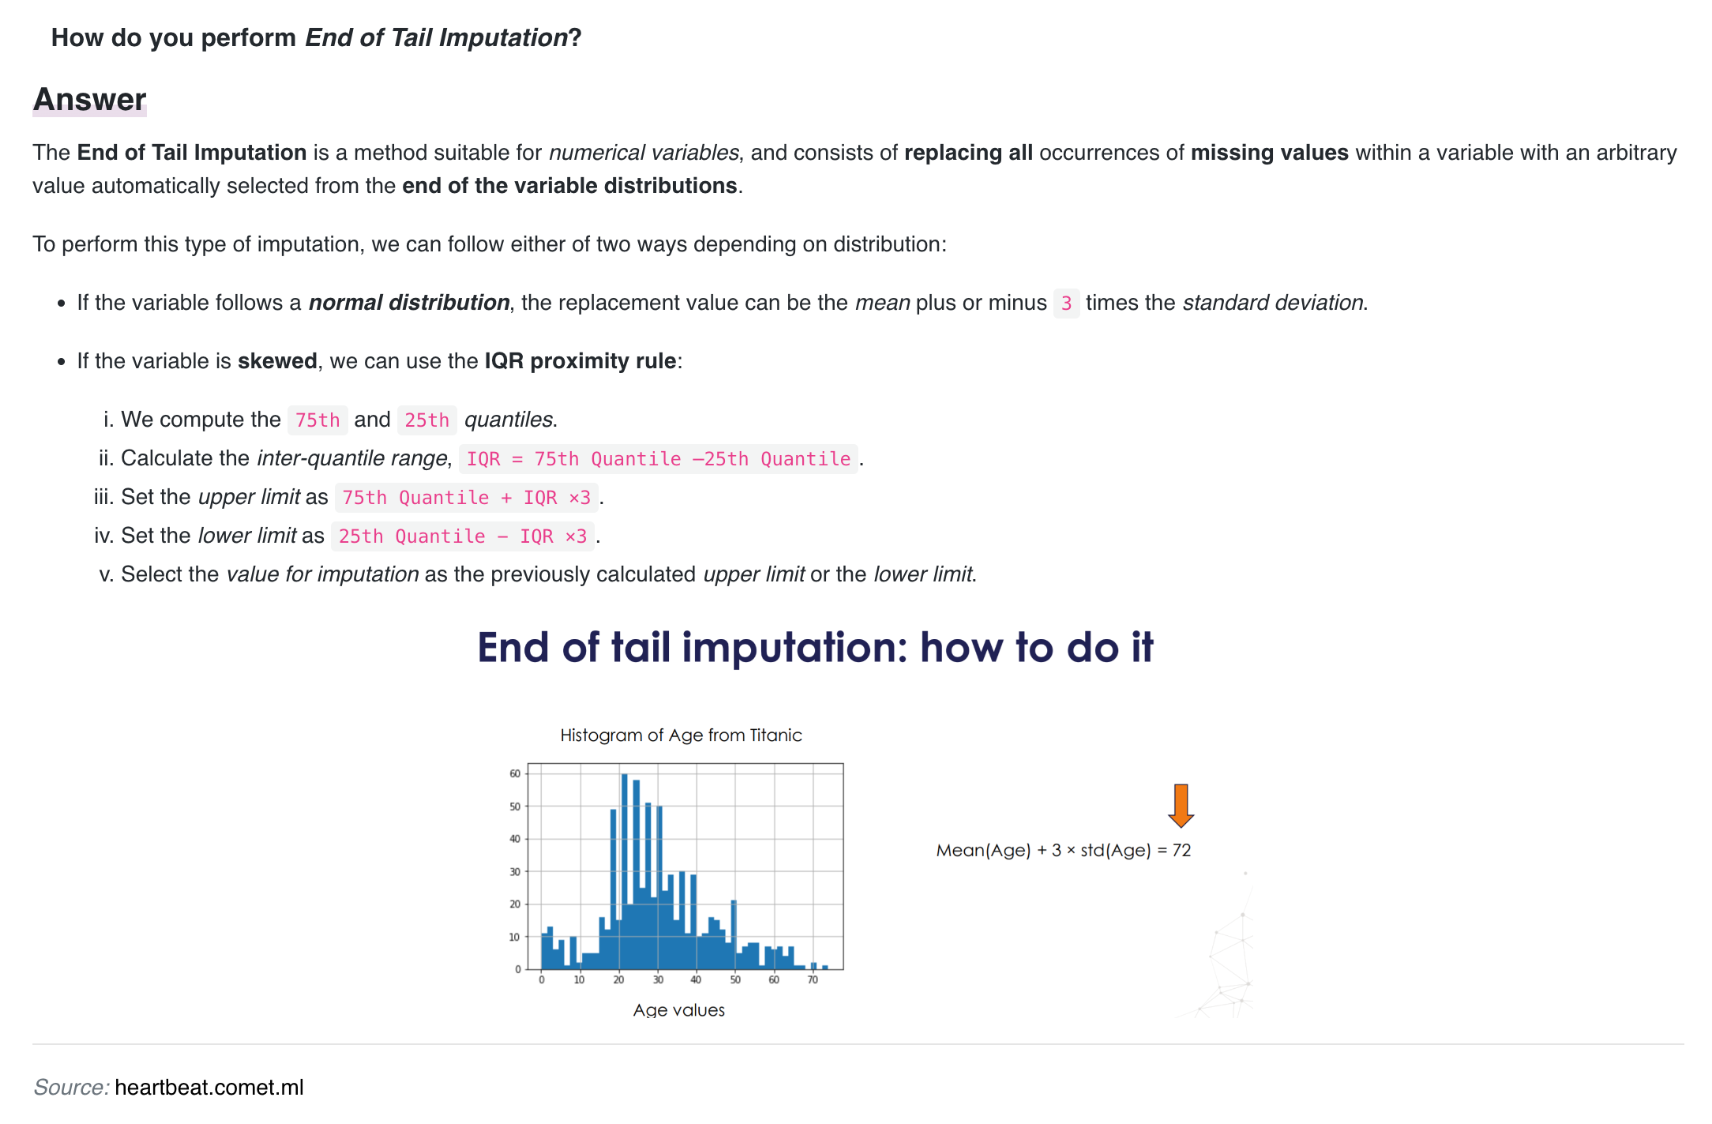 How do you perform End of Tail Imputation?
Answer
The End of Tail Imputation is a method suitable for numerical variables, and consists of replacing all occurrences of missing values within a variable with an arbitrary
value automatically selected from the end of the variable distributions.
To perform this type of imputation, we can follow either of two ways depending on distribution:
• If the variable follows a normal distribution, the replacement value can be the mean plus or minus 3 times the standard deviation.
• If the variable is skewed, we can use the IQR proximity rule:
i. We compute the 75th and 25th quantiles.
ii. Calculate the inter-quantile range, IQR = 75th Quantile —25th Quantile.
iii. Set the upper limit as 75th Quantile + IQR ×3.
iv. Set the lower limit as 25th Quantile − IQR ×3.
v. Select the value for imputation as the previously calculated upper limit or the lower limit.
End of tail imputation: how to do it
Histogram of Age from Titanic
60
50
40
30
20
10
0
0 10 20 30 40 50 60 70
Age values
Mean(Age) + 3 × std(Age) = 72
Source: heartbeat.comet.ml